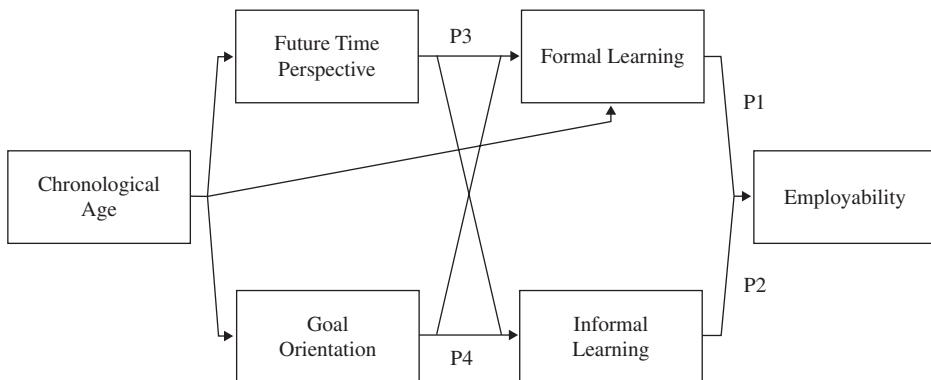 Future Time
Perspective
P3
Formal Learning
P1
Chronological
Age
Employability
P2
Goal
Orientation
P4
Informal
Learning